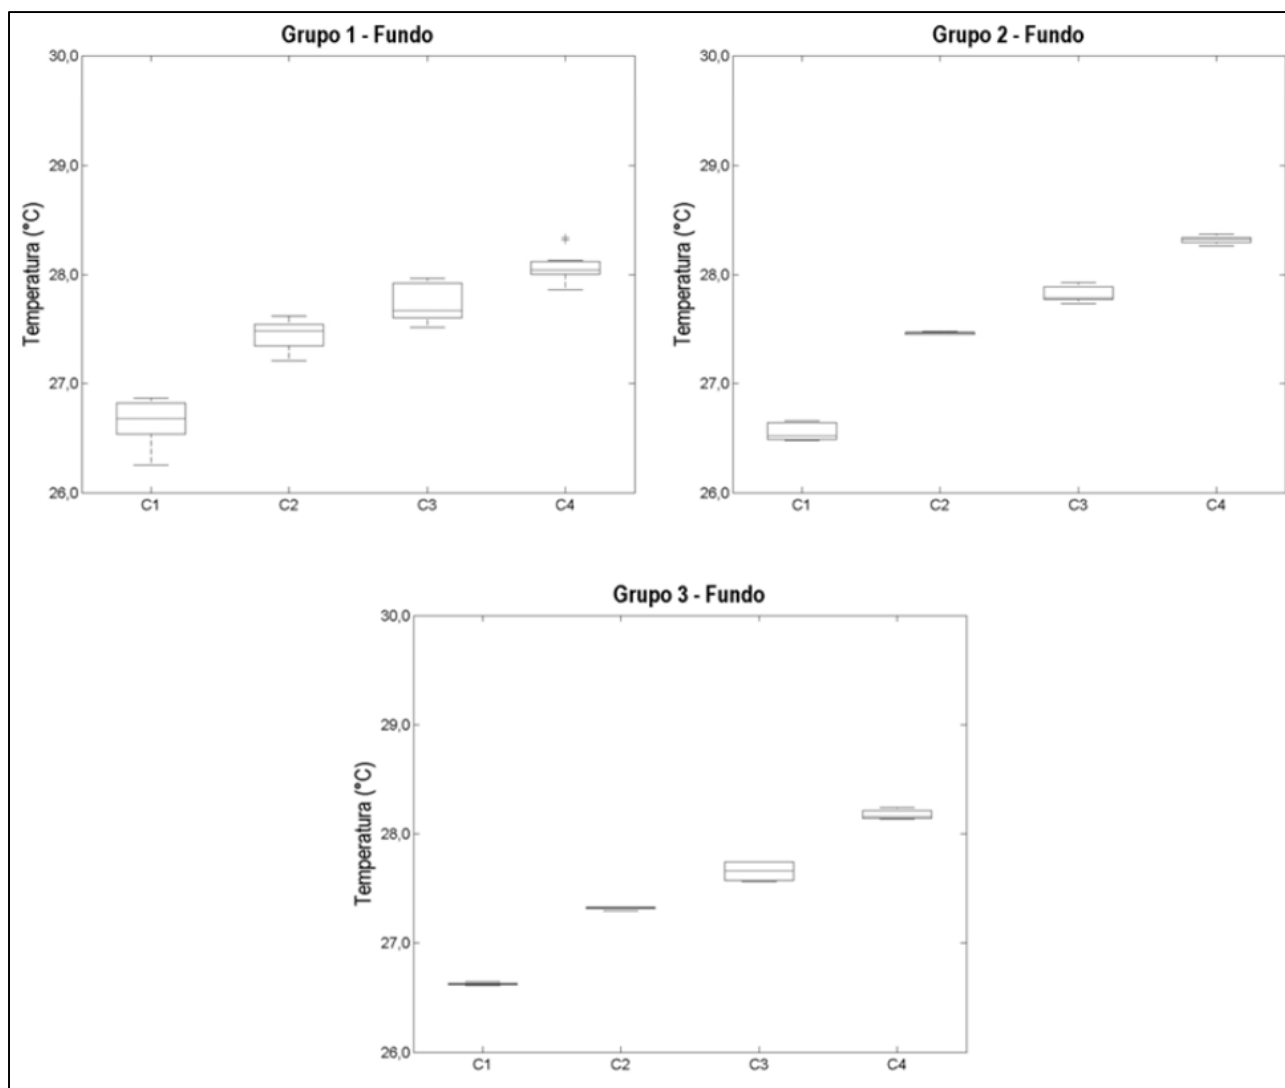 Grupo 1 - Fundo
30,0
29,0
28,0
27,0
26,0
Temperatura (°C)
C1 C2 C3 C4
Grupo 2 - Fundo
30,0
29,0
28,0
27,0
26,0
Temperatura (°C)
C1 C2 C3 C4
Grupo 3 - Fundo
30,0
29,0
28,0
27,0
26,0
Temperatura (°C)
C1 C2 C3 C4